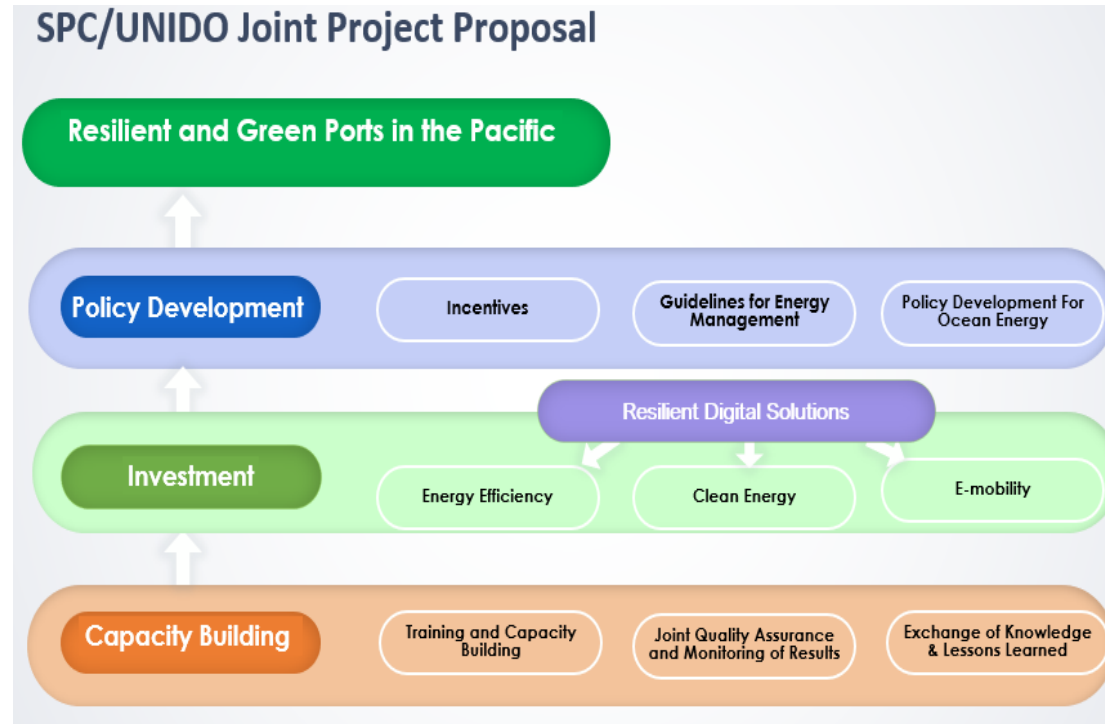 SPC/UNIDO Joint Project Proposal
Resilient and Green Ports in the Pacific
Policy Development
Incentives
Guidelines for Energy
Management
Policy Development For
Ocean Energy
Resilient Digital Solutions
Investment
Energy Efficiency
Clean Energy
E-mobility
Capacity Building
Training and Capacity
Building
Joint Quality Assurance
and Monitoring of Results
Exchange of Knowledge
& Lessons Learned